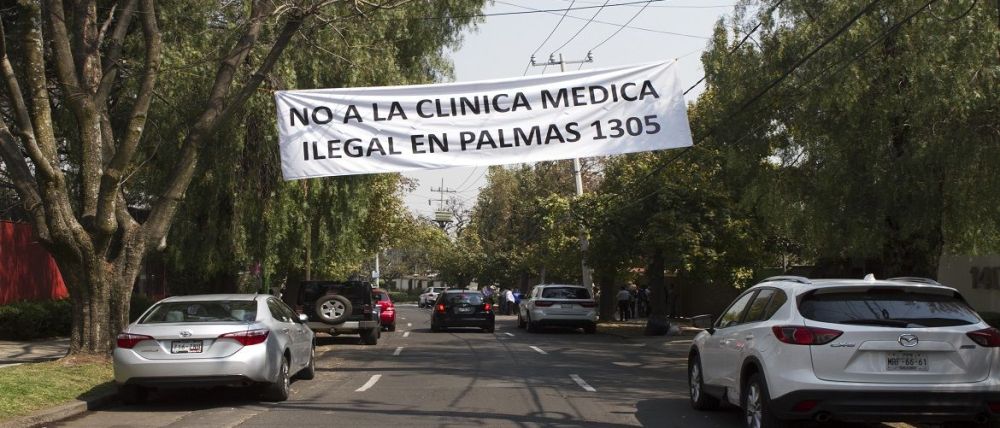 NO A LA CLINICA MEDICA
ILEGAL EN PALMAS 1305